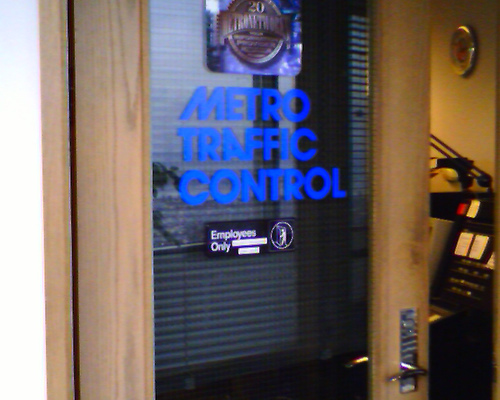 20
METRO
TRAFFIC
CONTROL
Employees
Only